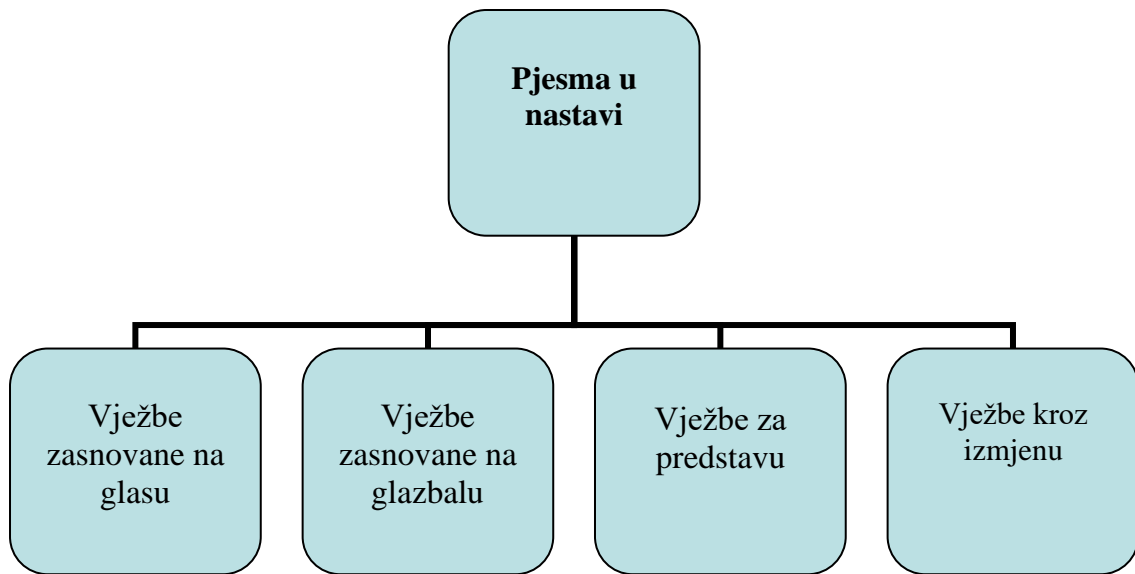 Pjesma u
nastavi
Vježbe
zasnovane na
glasu
Vježbe
zasnovane na
glazbalu
Vježbe za
predstavu
Vježbe kroz
izmjenu